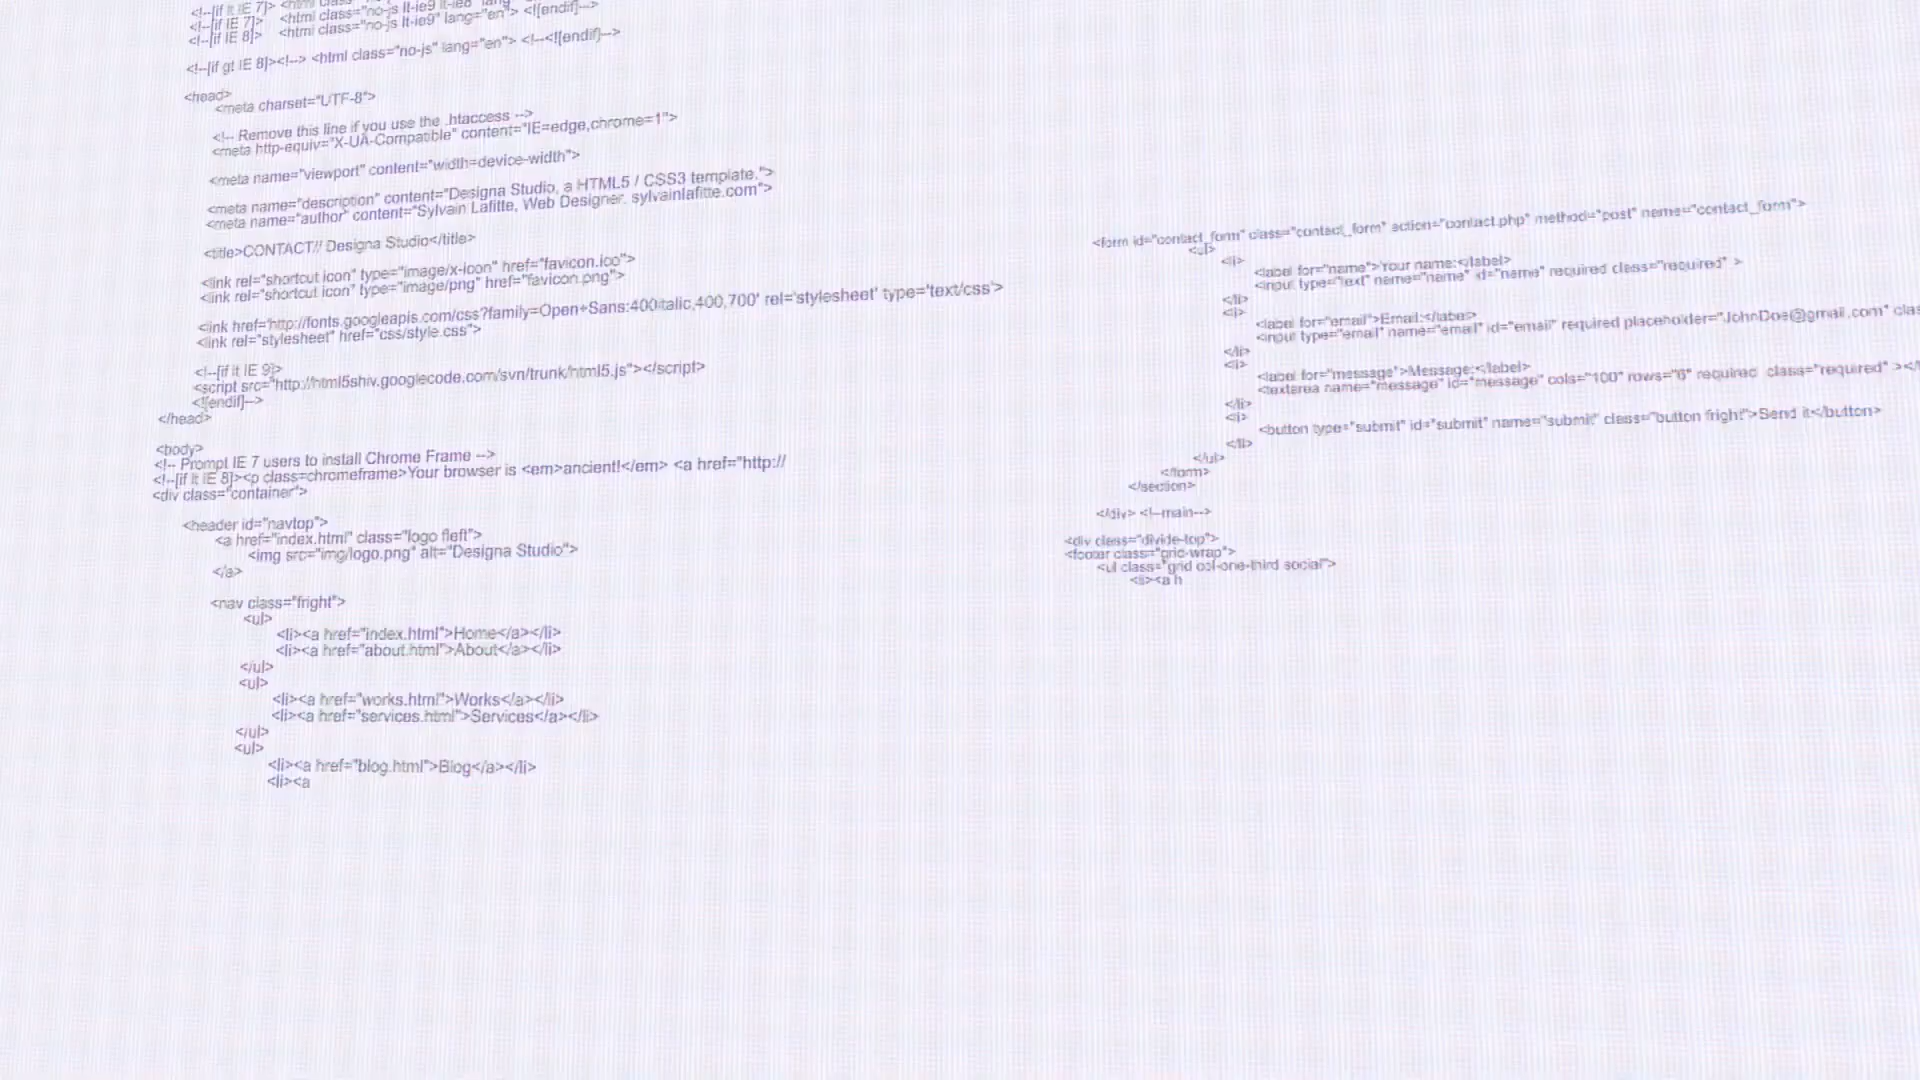 <!--[if lt IE 7]> <html class="no-js lt-ie9 lt-ie8
<!--[if IE 7]> <html class="no-js lt-ie9 lt-ie8" lang="en"> <![endif]-->
<!--[if IE 8]> <html class="no-js lt-ie9" lang="en"> <![endif]-->
<!--[if gt IE 8]><!--> <html class="no-js" lang="en"> <!--<![endif]-->
<head>
<meta charset="UTF-8">
<!-- Remove this line if you use the .htaccess -->
<meta http-equiv="X-UA-Compatible" content="IE=edge,chrome=1">
<meta name="viewport" content="width=device-width">
<meta name="description" content="Designa Studio, a HTML5 / CSS3 template.">
<meta name="author" content="Sylvain Lafitte, Web Designer, sylvainlafitte.com">
<title>CONTACT// Designa Studio</title>
<link rel="shortcut icon" type="image/x-icon" href="favicon.ico">
<link rel="shortcut icon" type="image/png" href="favicon.png">
<link href='http://fonts.googleapis.com/css?family=Open+Sans:400italic,400,700' rel='stylesheet' type='text/css'>
<link rel="stylesheet" href="css/style.css">
<!--[if lt IE 9]>
<script src="http://html5shiv.googlecode.com/svn/trunk/html5.js"></script>
<![endif]-->
</head>
<body>
<!-- Prompt IE 7 users to install Chrome Frame -->
<!--[if lt IE 8]><p class=chromeframe>Your browser is <em>ancient!</em> <a href="http://
<div class="container">
<header id="navtop">
<a href="index.html" class="logo fleft">
<img src="img/logo.png" alt="Designa Studio">
</a>
<nav class="fright">
<ul>
<li><a href="index.html">Home</a></li>
<li><a href="about.html">About</a></li>
</ul>
<ul>
<li><a href="works.html">Works</a></li>
<li><a href="services.html">Services</a></li>
</ul>
<ul>
<li><a href="blog.html">Blog</a></li>
<li><a
<form id="contact_form" class="contact_form" action="contact.php" method="post" name="contact_form">
<ul>
<li>
<label for="name">Your name:</label>
<input type="text" name="name" id="name" required class="required" >
</li>
<li>
<label for="email">Email:</label>
<input type="email" name="email" id="email" required placeholder="JohnDoe@gmail.com" clas
</li>
<li>
<label for="message">Message:</label>
<textarea name="message" id="message" cols="100" rows="6" required class="required" ></
</li>
<li>
<button type="submit" id="submit" name="submit" class="button fright">Send it</button>
</li>
</ul>
</form>
</section>
</div> <!--main-->
<div class="divide-top">
<footer class="grid-wrap">
<ul class="grid col-one-third social">
<li><a h